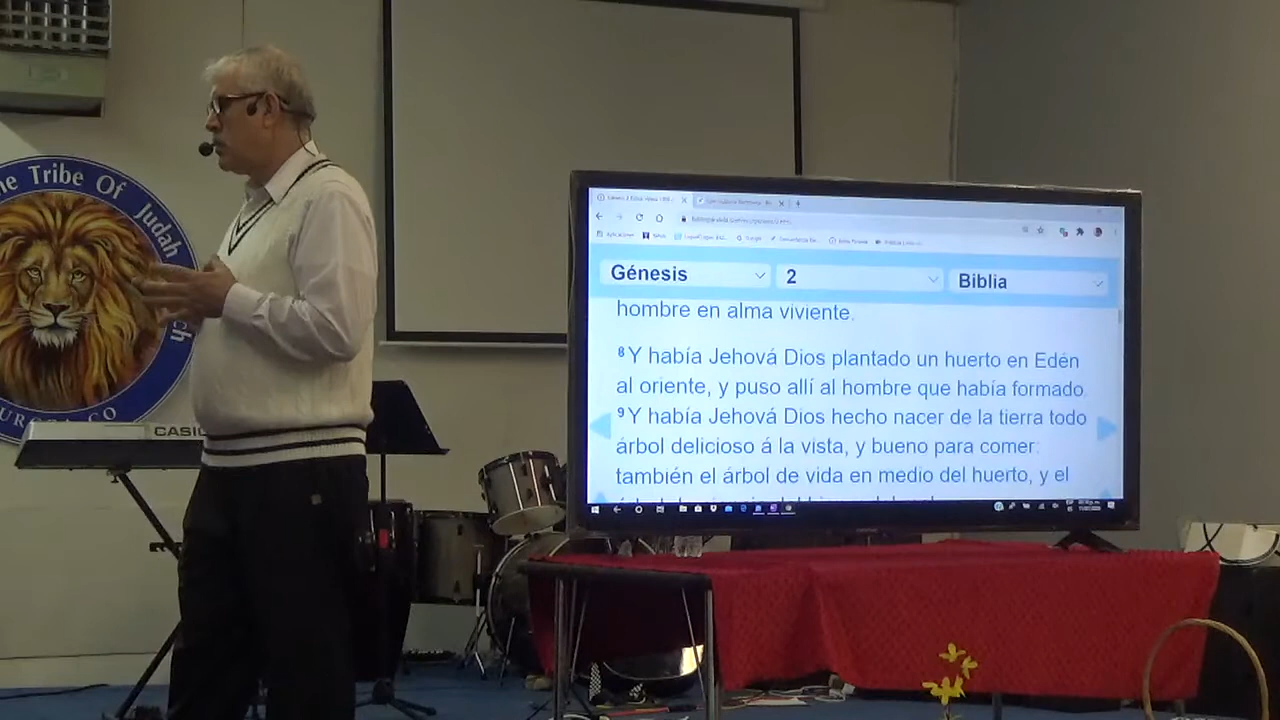 The Tribe Of Judah
CASIO
Génesis
2
Biblia
hombre en alma viviente.
8 Y había Jehová Dios plantado un huerto en Edén
al oriente, y puso allí al hombre que había formado.
9 Y había Jehová Dios hecho nacer de la tierra todo
árbol delicioso á la vista, y bueno para comer:
también el árbol de vida en medio del huerto, y el